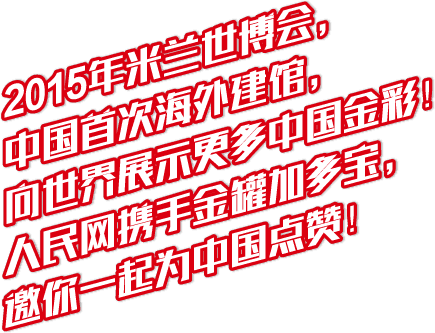 2015年米兰世博会,
中国首次海外建馆,
向世界展示更多中国金彩!
人民网携手金罐加多宝,
邀你一起为中国点赞!